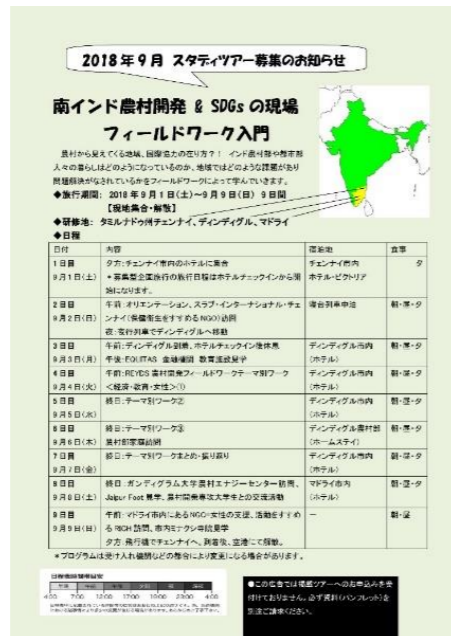 2018年9月 スタディツアー募集のお知らせ
南インド農村開発 & SDGsの現場
フィールドワーク入門
農村から見えてくる地域、国際協力の在り方?! インド農村部や都市部
人々の暮らしはどのようになっているのか、地域ではどのような課題があり
問題解決がなされているかをフィールドワークによって学んでいきます。
◆旅行期間: 2018年9月1日(土)~9月9日(日) 9日間
【現地集合・解散】
◆研修地: タミルナドゥ州チェンナイ、ディンディグル、マドライ
◆日程
日付 内容 宿泊地 食事
1日目 夕方:チェンナイ市内のホテルに集合 チェンナイ市内 夕
9月1日(土) *募集型企画旅行の旅行日程はホテルチェックインから開 ホテル・ビクトリア
始になります。
2日目 午前:オリエンテーション、スラブ・インターナショナル・チェ 寝台列車中泊 朝・昼・夕
9月2日(日) ンナイ(保健衛生をすすめるNGO)訪問
夜:夜行列車でディンディグルへ移動
3日目 午前:ディンディグル到着、ホテルチェックイン後休息 ディンディグル市内 朝・昼・夕
9月3日(月) 午後:EQUITAS 金融機関 教育施設見学 (ホテル)
4日目 午前:REYDS 農村開発フィールドワークテーマ別ワーク ディンディグル市内 朝・昼・夕
9月4日(火) <経済・教育・女性>① (ホテル)
5日目 終日:テーマ別ワーク② ディンディグル市内 朝・昼・夕
9月5日(水) (ホテル)
6日目 終日:テーマ別ワーク③ ディンディグル農村部 朝・昼・夕
9月6日(木) 農村部家庭訪問 (ホームステイ)
7日目 終日:テーマ別ワークまとめ・振り返り ディンディグル市内 朝・昼・夕
9月7日(金) (ホテル)
8日目 終日:ガンディグラム大学農村エナジーセンター訪問、 マドライ市内 朝・昼・夕
9月8日(土) Jaipur Foot 見学、農村開発専攻大学生との交流活動 (ホテル)
9日目 午前:マドライ市内にあるNGO-女性の支援、活動をすすめ - 朝・昼
9月9日(日) るRICH訪問、市内ミナクシ寺院見学
夕方:飛行機でチェンナイへ、到着後、空港にて解散。
*プログラムは受け入れ機関などの都合により変更になる場合があります。
日程表時間帯目安
4:00 7:00 12:00 16:00 19:00 23:00 4:00
●この広告では掲載ツアーへのお申込みを受
付けておりません。必ず資料(パンフレット)を
別途ご請求ください。